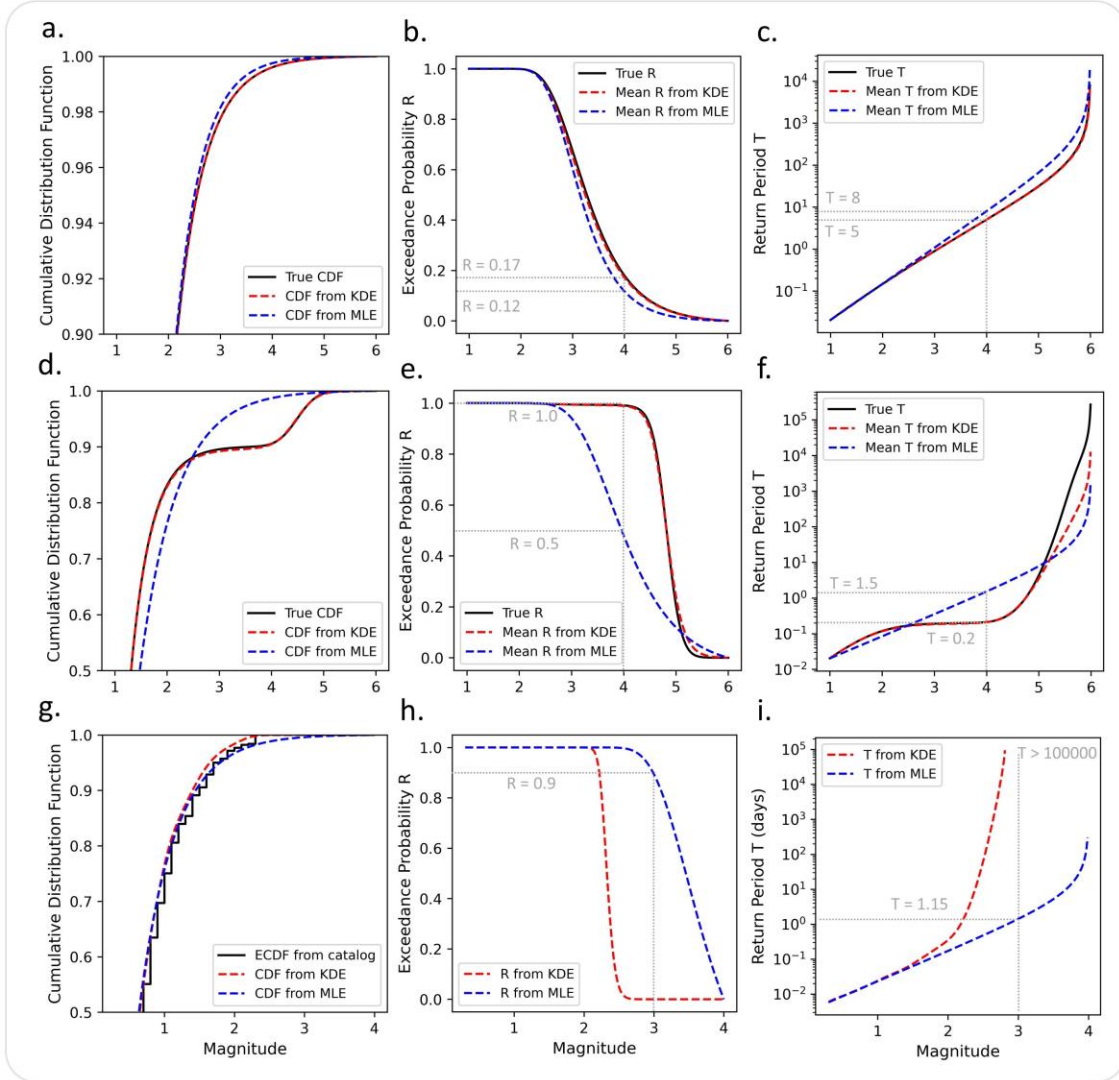 a.
1.00
0.98
0.96
0.94
0.92
0.90
Cumulative Distribution Function
True CDF
CDF from KDE
CDF from MLE
1 2 3 4 5 6
b.
1.0
0.8
0.6
0.4
0.2
0.0
Exceedance Probability R
True R
Mean R from KDE
Mean R from MLE
R = 0.17
R = 0.12
1 2 3 4 5 6
c.
10^4
10^3
10^2
10^1
10^0
10^−1
Return Period T
True T
Mean T from KDE
Mean T from MLE
T = 8
T = 5
1 2 3 4 5 6
d.
1.0
0.9
0.8
0.7
0.6
0.5
Cumulative Distribution Function
True CDF
CDF from KDE
CDF from MLE
1 2 3 4 5 6
e.
1.0
0.8
0.6
0.4
0.2
0.0
Exceedance Probability R
R = 1.0
R = 0.5
True R
Mean R from KDE
Mean R from MLE
1 2 3 4 5 6
f.
10^5
10^4
10^3
10^2
10^1
10^0
10^−1
10^−2
Return Period T
True T
Mean T from KDE
Mean T from MLE
T = 1.5
T = 0.2
1 2 3 4 5 6
g.
1.0
0.9
0.8
0.7
0.6
0.5
Cumulative Distribution Function
ECDF from catalog
CDF from KDE
CDF from MLE
1 2 3 4
Magnitude
h.
1.0
0.8
0.6
0.4
0.2
0.0
Exceedance Probability R
R = 0.9
R from KDE
R from MLE
1 2 3 4
Magnitude
i.
10^5
10^4
10^3
10^2
10^1
10^0
10^−1
10^−2
Return Period T (days)
T from KDE
T from MLE
T > 100000
T = 1.15
1 2 3 4
Magnitude